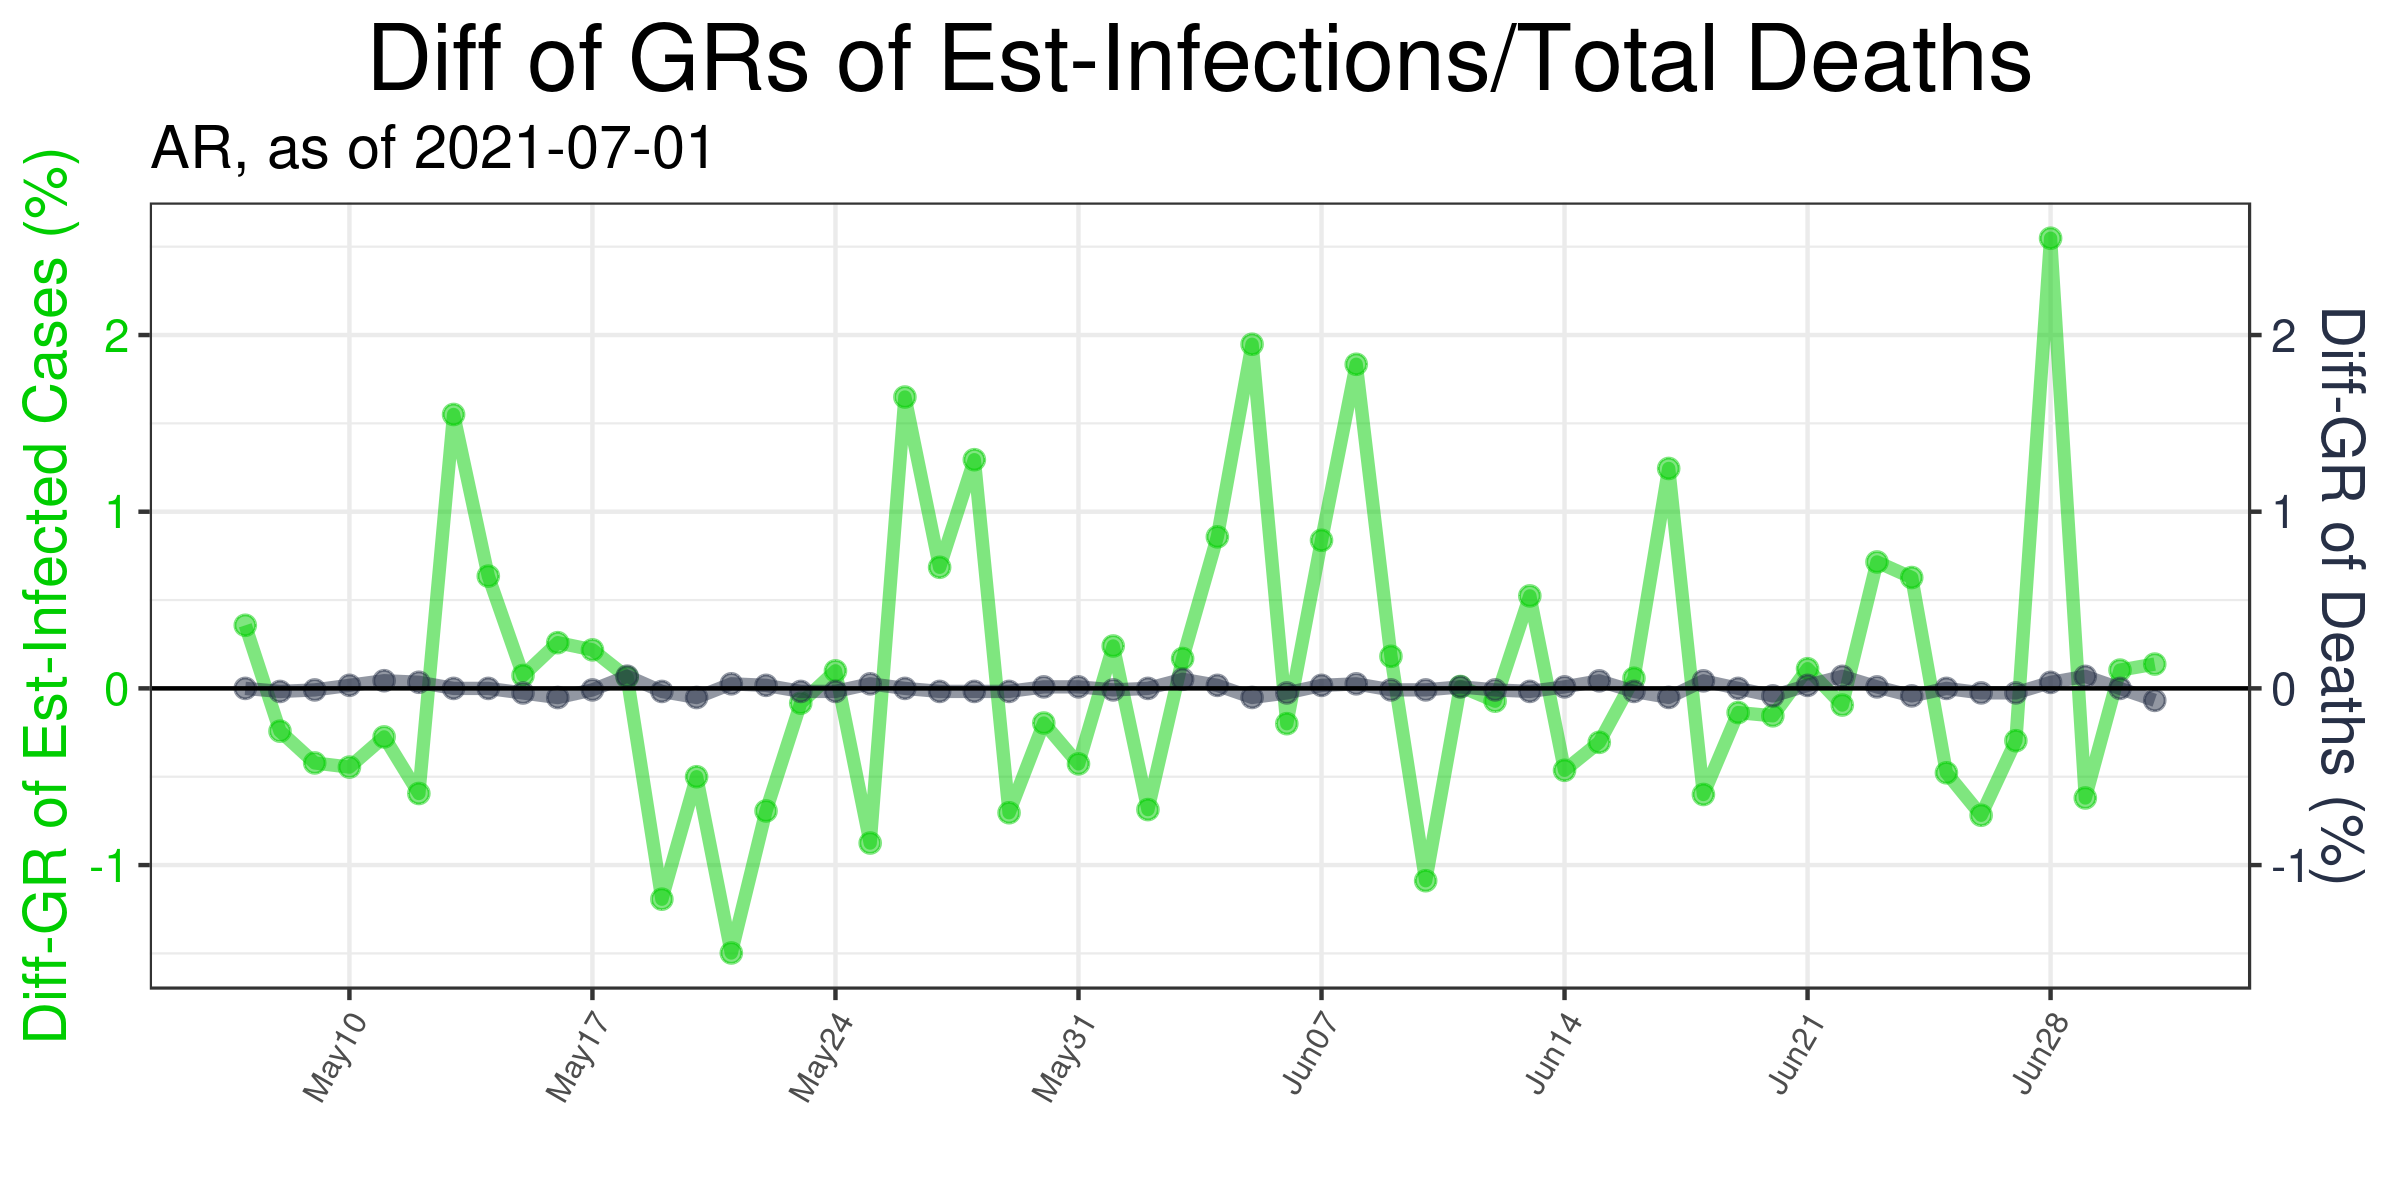 Diff of GRs of Est-Infections/Total Deaths
AR, as of 2021-07-01
Diff-GR of Est-Infected Cases (%)
2
1
0
-1
2
1
0
-1
Diff-GR of Deaths (%)
May10
May17
May24
May31
Jun07
Jun14
Jun21
Jun28